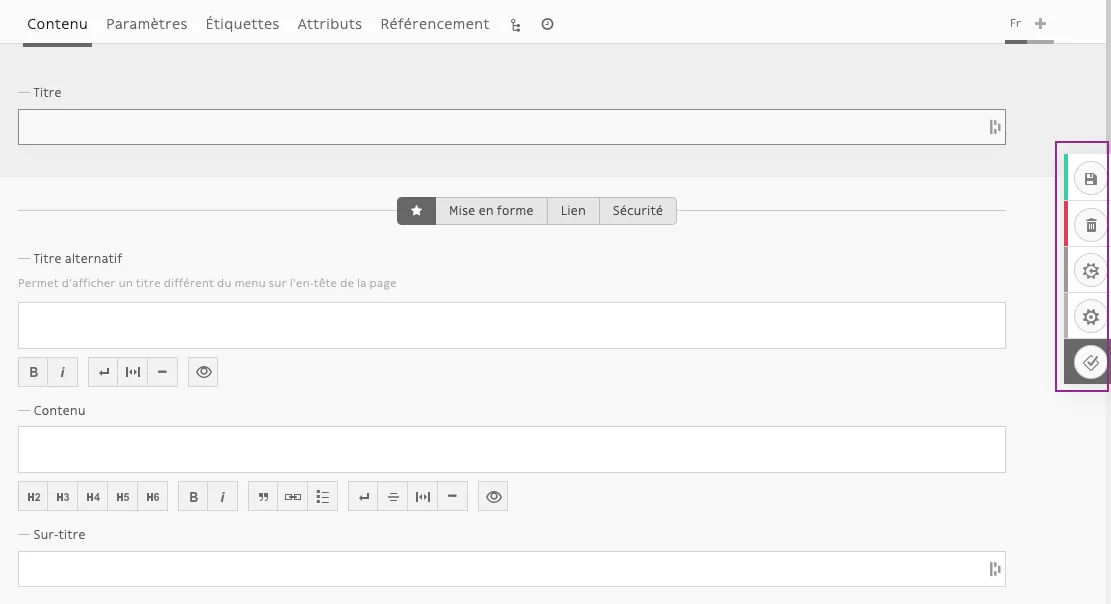 Contenu Paramètres Étiquettes Attributs Référencement Fr
Titre
Mise en forme Lien Sécurité
Titre alternatif
Permet d'afficher un titre différent du menu sur l'en-tête de la page
B i
Contenu
H2 H3 H4 H5 H6 B i
Sur-titre